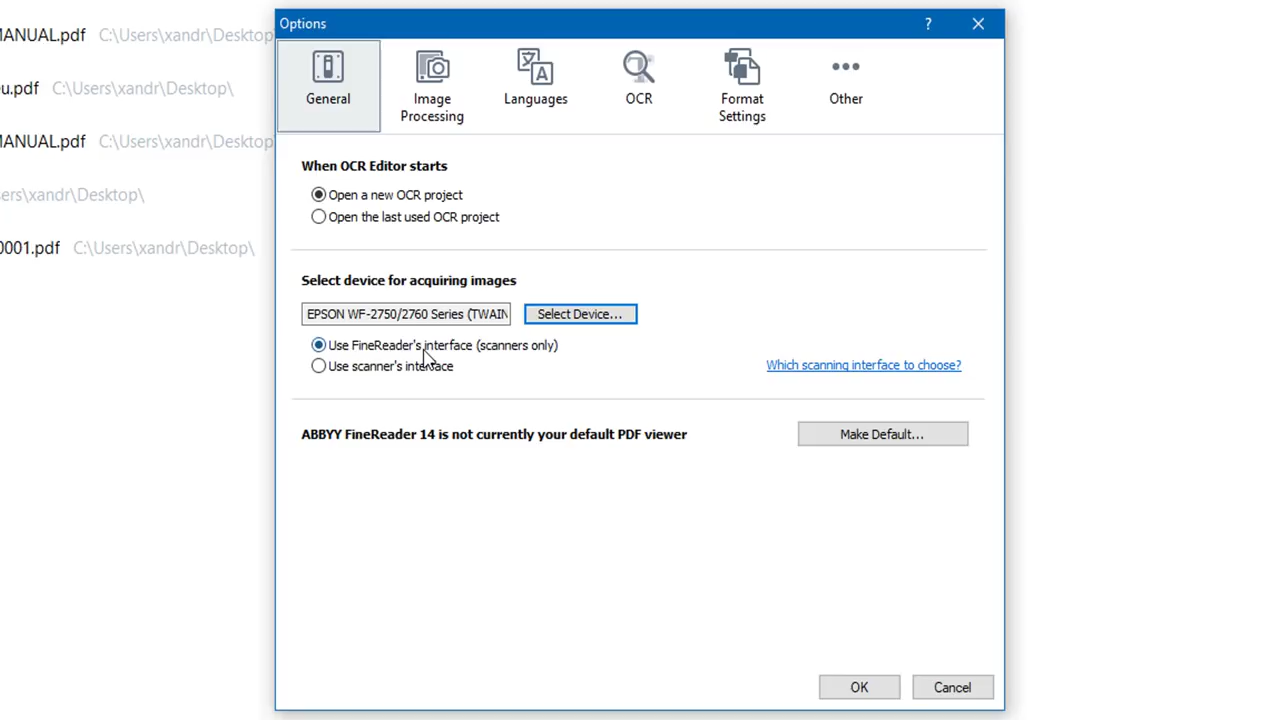 Options
?
General
Image
Processing
Languages
OCR
Format
Settings
Other
MANUAL.pdf C:\Users\xandr\Desktop
u.pdf C:\Users\xandr\Desktop\
MANUAL.pdf C:\Users\xandr\Desktop
ers\xandr\Desktop\
0001.pdf C:\Users\xandr\Desktop\
When OCR Editor starts
Open a new OCR project
Open the last used OCR project
Select device for acquiring images
EPSON WF-2750/2760 Series (TWAIN
Select Device...
Use FineReader's interface (scanners only)
Use scanner's interface
Which scanning interface to choose?
ABBYY FineReader 14 is not currently your default PDF viewer
Make Default...
OK
Cancel